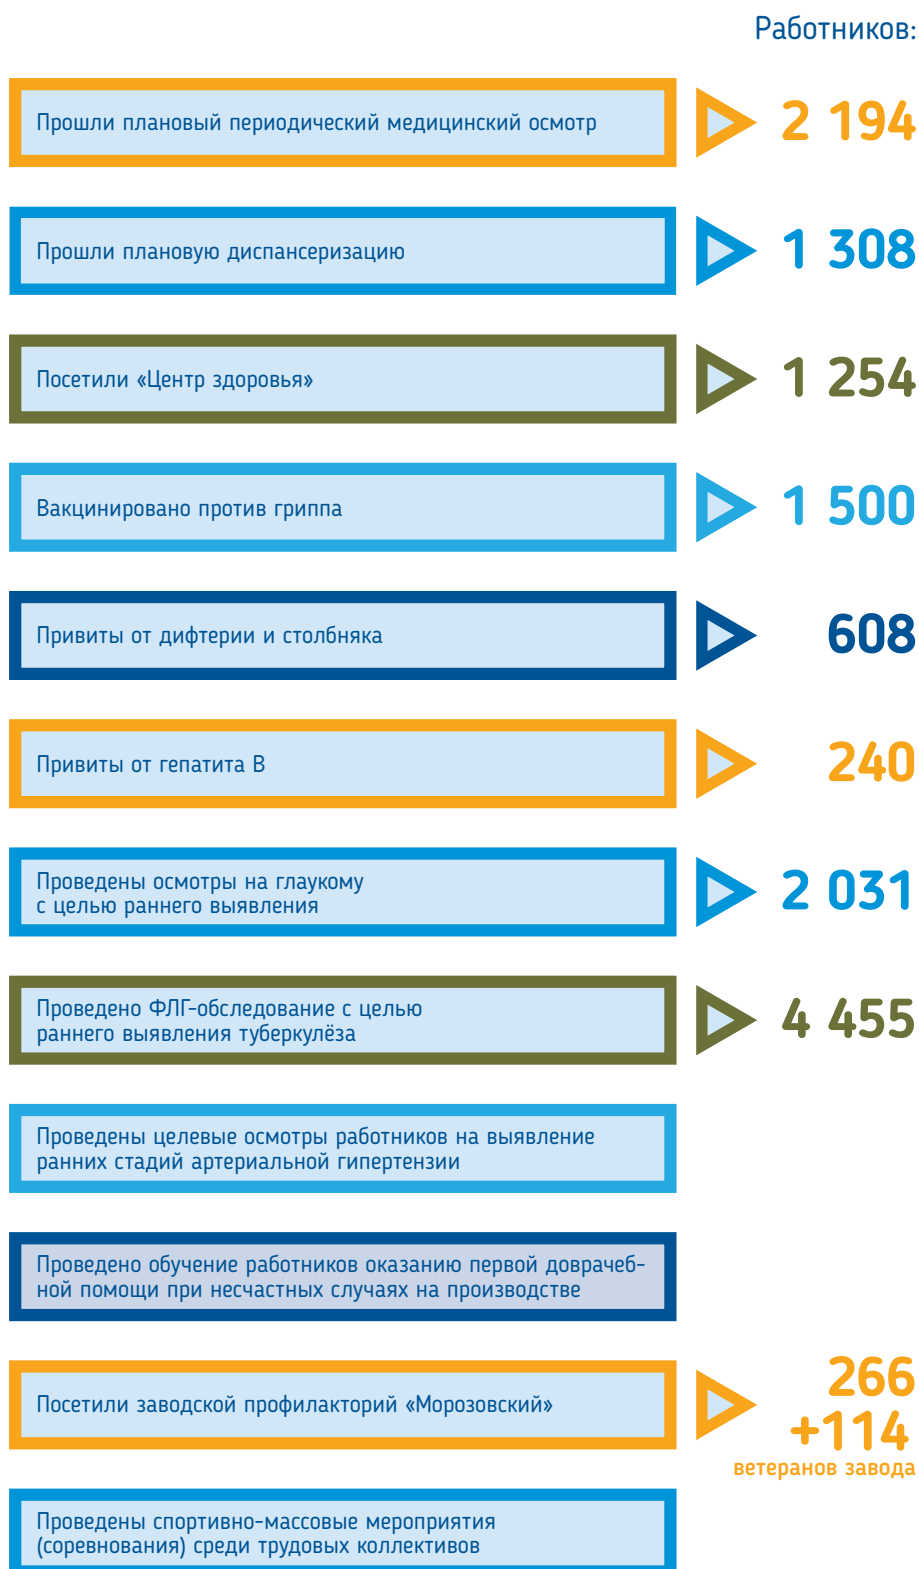 Работников:
Прошли плановый периодический медицинский осмотр
2 194
Прошли плановую диспансеризацию
1 308
Посетили «Центр здоровья»
1 254
Вакцинировано против гриппа
1 500
Привиты от дифтерии и столбняка
608
Привиты от гепатита В
240
Проведены осмотры на глаукому
с целью раннего выявления
2 031
Проведено ФЛГ-обследование с целью
раннего выявления туберкулёза
4 455
Проведены целевые осмотры работников на выявление
ранних стадий артериальной гипертензии
Проведено обучение работников оказанию первой доврачеб-
ной помощи при несчастных случаях на производстве
Посетили заводской профилакторий «Морозовский»
266
+114
ветеранов завода
Проведены спортивно-массовые мероприятия
(соревнования) среди трудовых коллективов